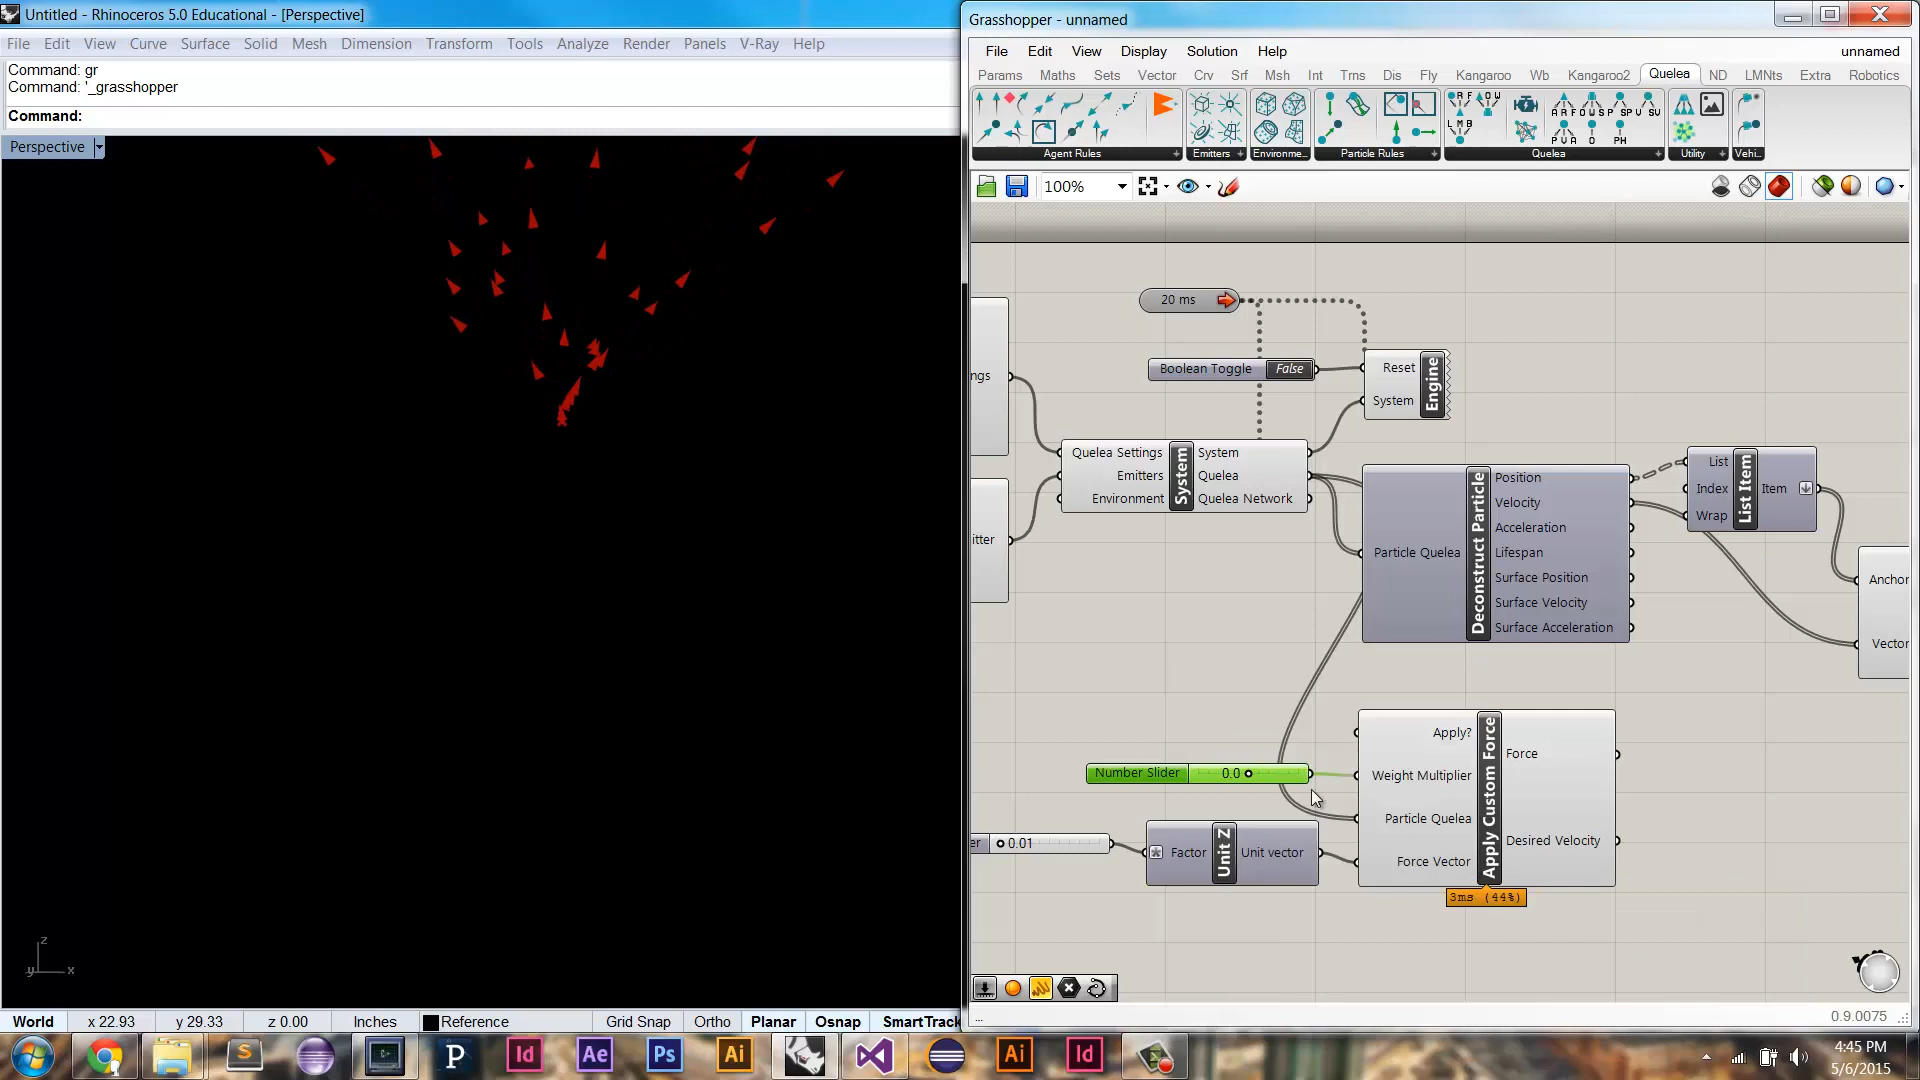 Untitled - Rhinoceros 5.0 Educational - [Perspective]
File Edit View Curve Surface Solid Mesh Dimension Transform Tools Analyze Render Panels V-Ray Help
Command: gr
Command: '_grasshopper
Command:
Perspective
z
y
x
World x 22.93 y 29.33 z 0.00 Inches Reference Grid Snap Ortho Planar Osnap SmartTrack
Grasshopper - unnamed
File Edit View Display Solution Help unnamed
Params Maths Sets Vector Crv Srf Msh Int Trns Dis Fly Kangaroo Wb Kangaroo2 Quelea ND LMNts Extra Robotics
Agent Rules Emitters Environme... Particle Rules Quelea Utility Vehi...
100%
20 ms
Boolean Toggle False
Reset
System
Engine
ngs
itter
Quelea Settings
Emitters
Environment
System
System
Quelea
Quelea Network
Particle Quelea
Deconstruct Particle
Position
Velocity
Acceleration
Lifespan
Surface Position
Surface Velocity
Surface Acceleration
List
Index
Wrap
List Item
Item
Anchor
Vector
Number Slider 0.0
er 0.01
Factor
Unit Z
Unit vector
Apply?
Weight Multiplier
Particle Quelea
Force Vector
Apply Custom Force
Force
Desired Velocity
3ms (44%)
...
0.9.0075
4:45 PM
5/6/2015